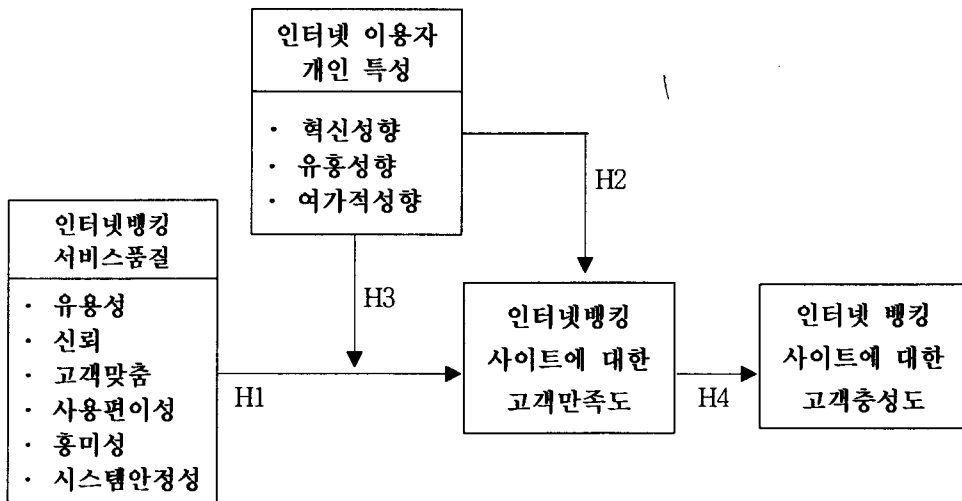 인터넷 이용자
개인 특성
· 혁신성향
· 유흥성향
· 여가적성향
H2
인터넷뱅킹
서비스품질
· 유용성
· 신뢰
· 고객맞춤
· 사용편이성
· 흥미성
· 시스템안정성
H3
H1
인터넷뱅킹
사이트에 대한
고객만족도
H4
인터넷 뱅킹
사이트에 대한
고객충성도